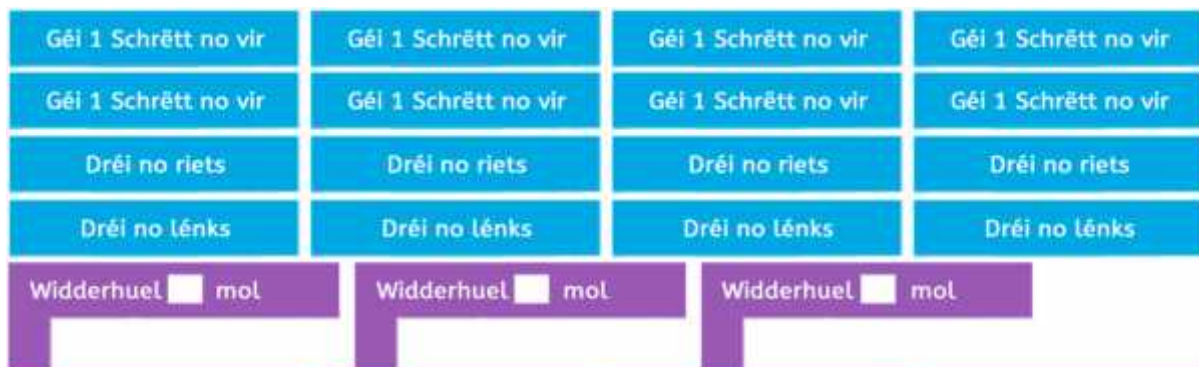 Géi 1 Schrëtt no vir Géi 1 Schrëtt no vir Géi 1 Schrëtt no vir Géi 1 Schrëtt no vir
Géi 1 Schrëtt no vir Géi 1 Schrëtt no vir Géi 1 Schrëtt no vir Géi 1 Schrëtt no vir
Dréi no riets Dréi no riets Dréi no riets Dréi no riets
Dréi no lénks Dréi no lénks Dréi no lénks Dréi no lénks
Widderhuel mol Widderhuel mol Widderhuel mol